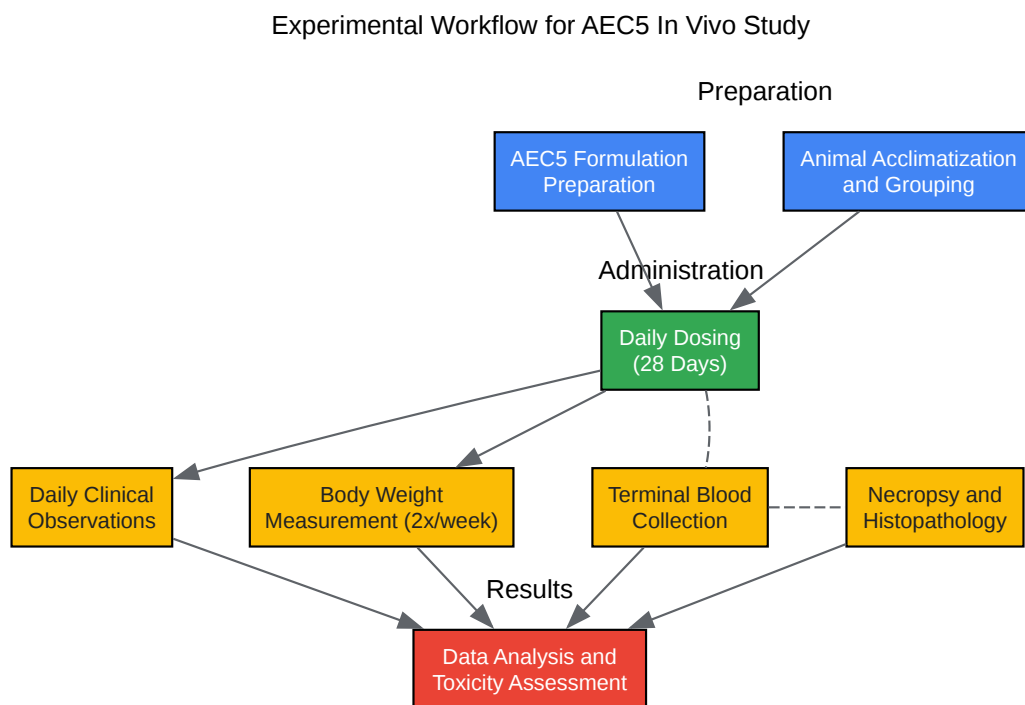 Experimental Workflow for AEC5 In Vivo Study
Preparation
AEC5 Formulation
Preparation
Animal Acclimatization
and Grouping
Administration
Daily Dosing
(28 Days)
Daily Clinical
Observations
Body Weight
Measurement (2x/week)
Terminal Blood
Collection
Necropsy and
Histopathology
Results
Data Analysis and
Toxicity Assessment